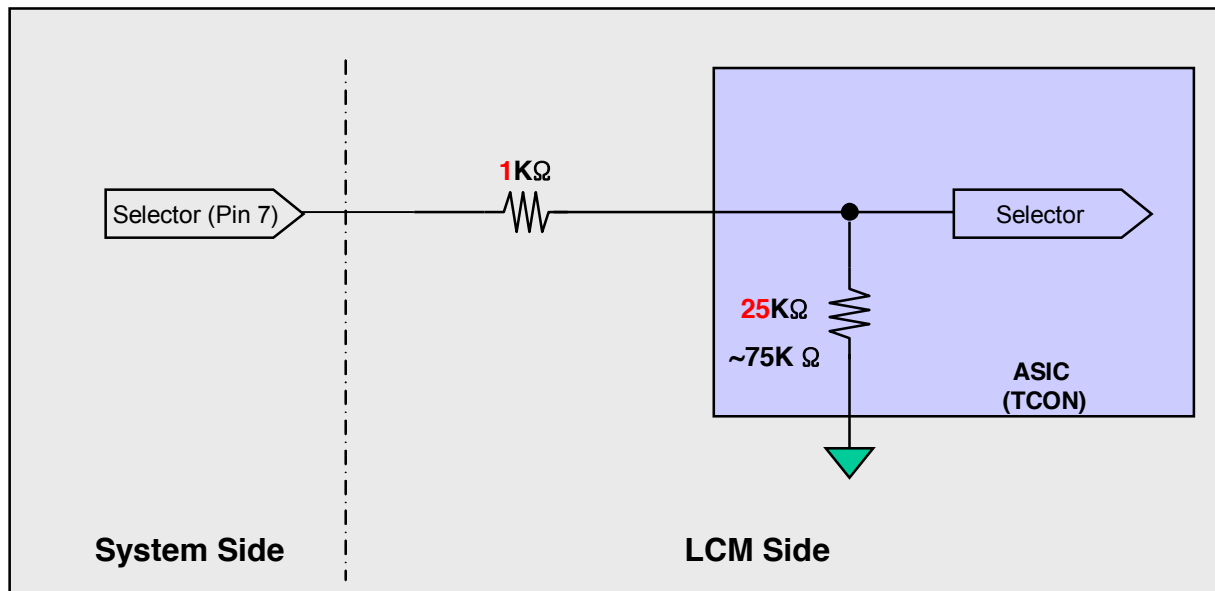 1KΩ
Selector (Pin 7)
Selector
25KΩ
~75K Ω
ASIC
(TCON)
System Side
LCM Side